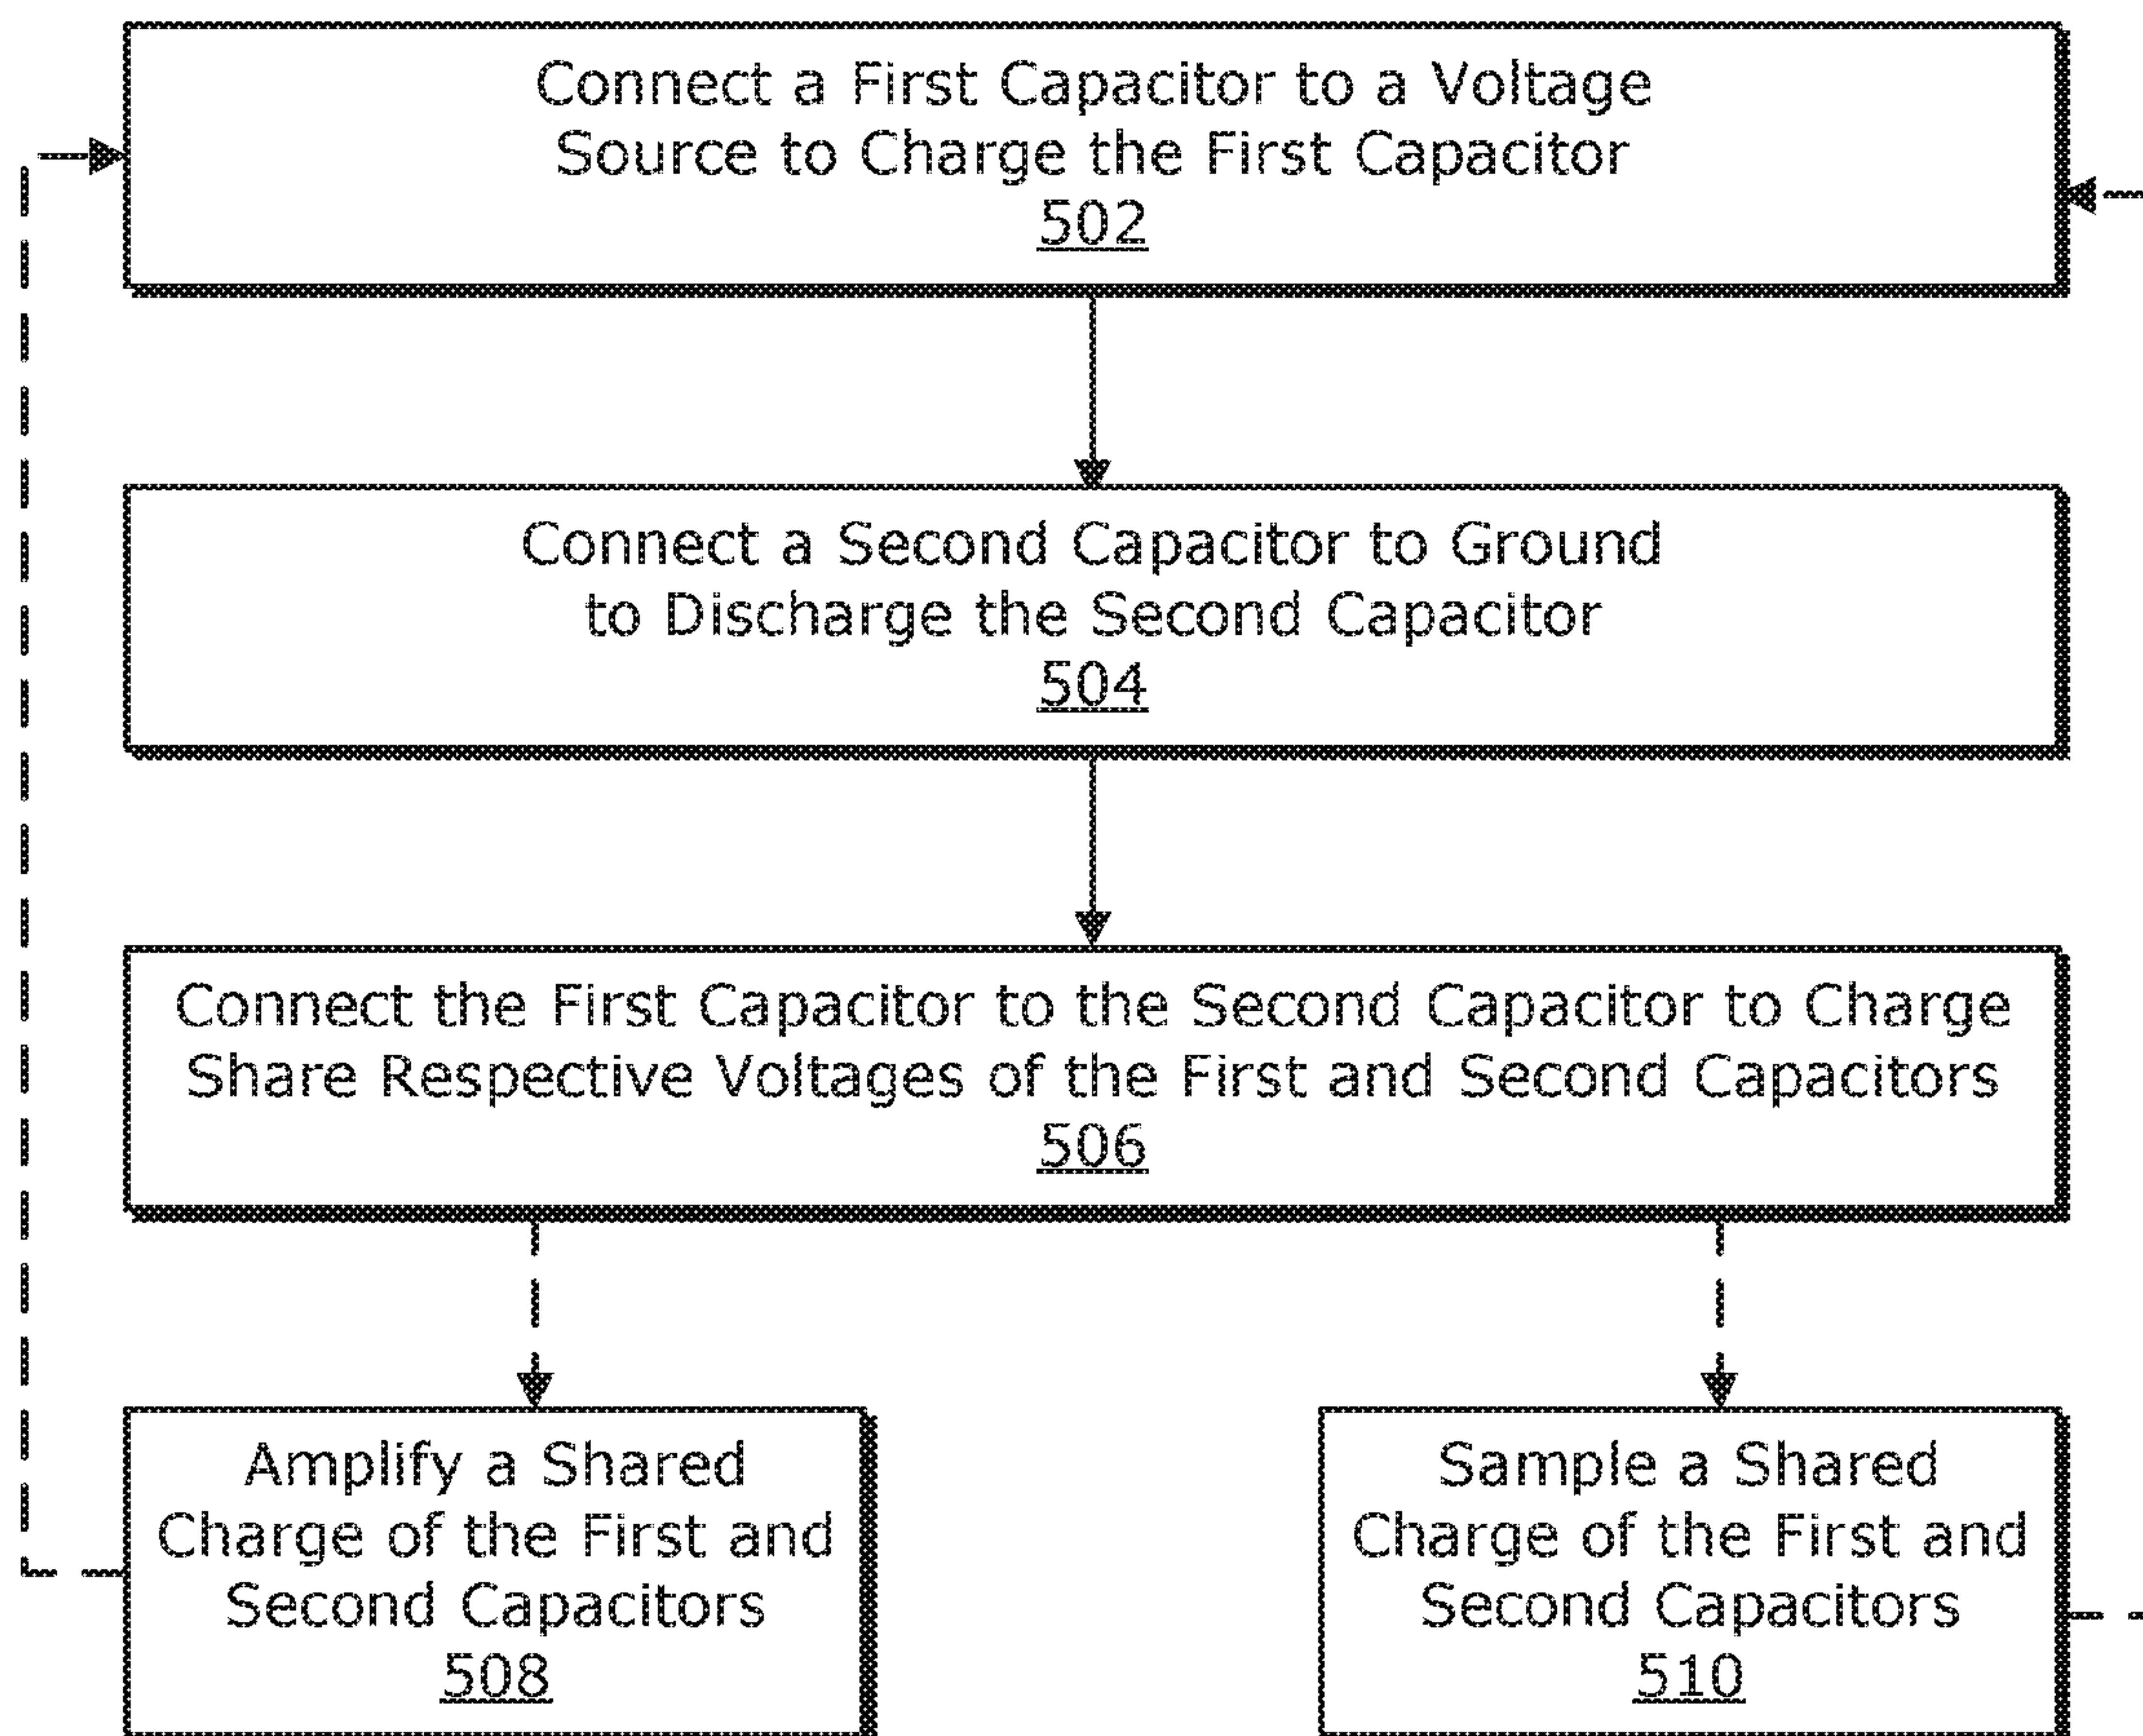 Connect a First Capacitor to a Voltage
Source to Charge the First Capacitor
502
Connect a Second Capacitor to Ground
to Discharge the Second Capacitor
504
Connect the First Capacitor to the Second Capacitor to Charge
Share Respective Voltages of the First and Second Capacitors
506
Amplify a Shared
Charge of the First and
Second Capacitors
508
Sample a Shared
Charge of the First and
Second Capacitors
510